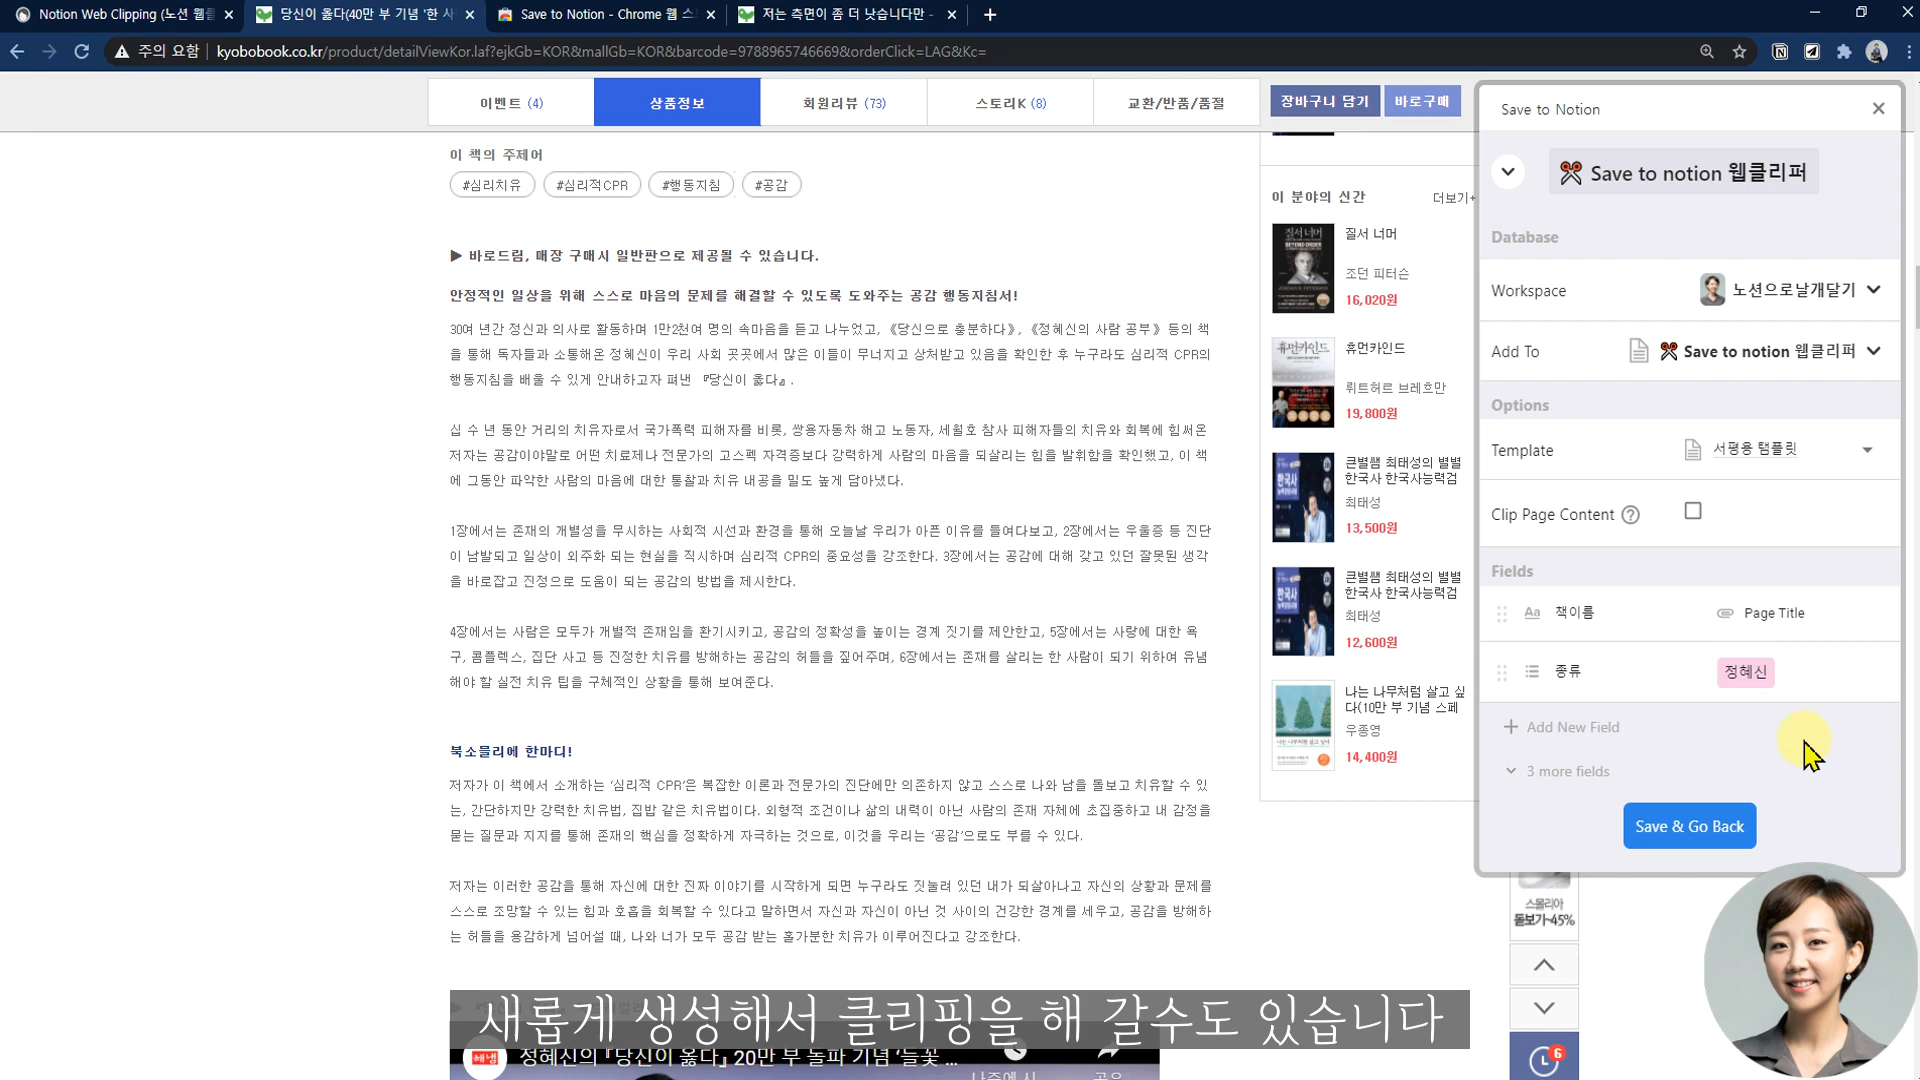 Notion Web Clipping (노션 웹클
당신이 옳다(40만 부 기념 '한 사
Save to Notion - Chrome 웹 스
저는 측면이 좀 더 낫습니다만 -
주의 요함 | kyobobook.co.kr/product/detailViewKor.laf?ejkGb=KOR&mallGb=KOR&barcode=9788965746669&orderClick=LAG&Kc=
이벤트 (4)
상품정보
회원리뷰 (73)
스토리K (8)
교환/반품/품절
장바구니 담기
바로구매
이 책의 주제어
#심리치유
#심리적CPR
#행동지침
#공감
▶ 바로드림, 매장 구매시 일반판으로 제공될 수 있습니다.
안정적인 일상을 위해 스스로 마음의 문제를 해결할 수 있도록 도와주는 공감 행동지침서!
30여 년간 정신과 의사로 활동하며 1만2천여 명의 속마음을 듣고 나누었고, 《당신으로 충분하다》, 《정혜신의 사람 공부》 등의 책
을 통해 독자들과 소통해온 정혜신이 우리 사회 곳곳에서 많은 이들이 무너지고 상처받고 있음을 확인한 후 누구라도 심리적 CPR의
행동지침을 배울 수 있게 안내하고자 펴낸 『당신이 옳다』.
십 수 년 동안 거리의 치유자로서 국가폭력 피해자를 비롯, 쌍용자동차 해고 노동자, 세월호 참사 피해자들의 치유와 회복에 힘써온
저자는 공감이야말로 어떤 치료제나 전문가의 고스펙 자격증보다 강력하게 사람의 마음을 되살리는 힘을 발휘함을 확인했고, 이 책
에 그동안 파악한 사람의 마음에 대한 통찰과 치유 내공을 밀도 높게 담아냈다.
1장에서는 존재의 개별성을 무시하는 사회적 시선과 환경을 통해 오늘날 우리가 아픈 이유를 들여다보고, 2장에서는 우울증 등 진단
이 남발되고 일상이 외주화 되는 현실을 직시하며 심리적 CPR의 중요성을 강조한다. 3장에서는 공감에 대해 갖고 있던 잘못된 생각
을 바로잡고 진정으로 도움이 되는 공감의 방법을 제시한다.
4장에서는 사람은 모두가 개별적 존재임을 환기시키고, 공감의 정확성을 높이는 경계 짓기를 제안한고, 5장에서는 사랑에 대한 욕
구, 콤플렉스, 집단 사고 등 진정한 치유를 방해하는 공감의 허들을 짚어주며, 6장에서는 존재를 살리는 한 사람이 되기 위하여 유념
해야 할 실전 치유 팁을 구체적인 상황을 통해 보여준다.
북소믈리에 한마디!
저자가 이 책에서 소개하는 ‘심리적 CPR’은 복잡한 이론과 전문가의 진단에만 의존하지 않고 스스로 나와 남을 돌보고 치유할 수 있
는, 간단하지만 강력한 치유법, 집밥 같은 치유법이다. 외형적 조건이나 삶의 내력이 아닌 사람의 존재 자체에 초집중하고 내 감정을
묻는 질문과 지지를 통해 존재의 핵심을 정확하게 자극하는 것으로, 이것을 우리는 ‘공감’으로도 부를 수 있다.
저자는 이러한 공감을 통해 자신에 대한 진짜 이야기를 시작하게 되면 누구라도 짓눌려 있던 내가 되살아나고 자신의 상황과 문제를
스스로 조망할 수 있는 힘과 호흡을 회복할 수 있다고 말하면서 자신과 자신이 아닌 것 사이의 건강한 경계를 세우고, 공감을 방해하
는 허들을 용감하게 넘어설 때, 나와 너가 모두 공감 받는 홀가분한 치유가 이루어진다고 강조한다.
이 분야의 신간
더보기+
질서 너머
BEYOND ORDER
질서 너머
조던 피터슨
16,020원
휴먼카인드
휴먼카인드
뤼트허르 브레흐만
19,800원
한국사
큰별쌤 최태성의 별별
한국사 한국사능력검
최태성
13,500원
한국사
큰별쌤 최태성의 별별
한국사 한국사능력검
최태성
12,600원
나는 나무처럼 살고 싶
다(10만 부 기념 스페
우종영
14,400원
Save to Notion
Save to notion 웹클리퍼
Database
Workspace
노션으로날개달기
Add To
Save to notion 웹클리퍼
Options
Template
서평용 탬플릿
Clip Page Content
Fields
Aa 책이름
Page Title
종류
정혜신
+ Add New Field
3 more fields
Save & Go Back
스몰리아
돋보기~45%
6
새롭게 생성해서 클리핑을 해 갈수도 있습니다
해냄
정혜신의 『당신이 옳다』 20만 부 돌파 기념 '들꽃 ...